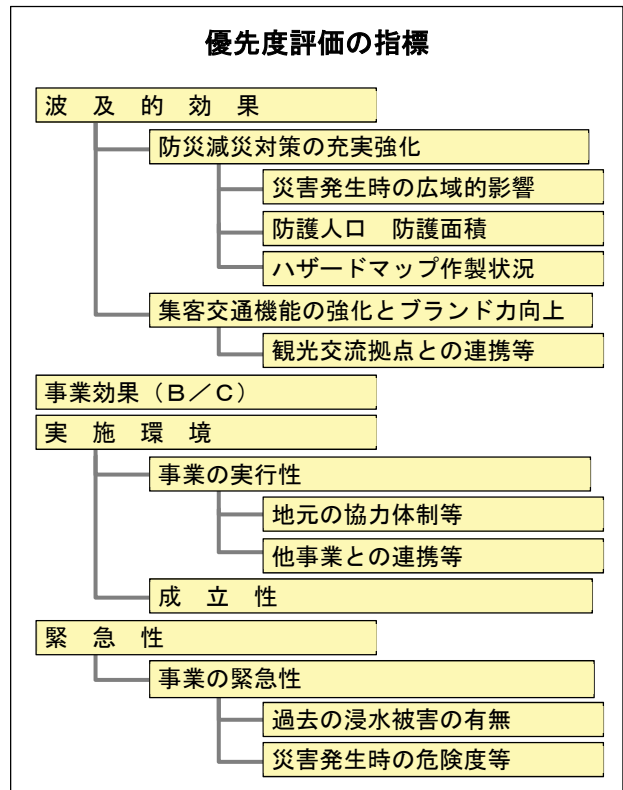 優先度評価の指標
波及的効果
防災減災対策の充実強化
災害発生時の広域的影響
防護人口　防護面積
ハザードマップ作製状況
集客交通機能の強化とブランド力向上
観光交流拠点との連携等
事業効果（Ｂ／Ｃ）
実施環境
事業の実行性
地元の協力体制等
他事業との連携等
成立性
緊急性
事業の緊急性
過去の浸水被害の有無
災害発生時の危険度等